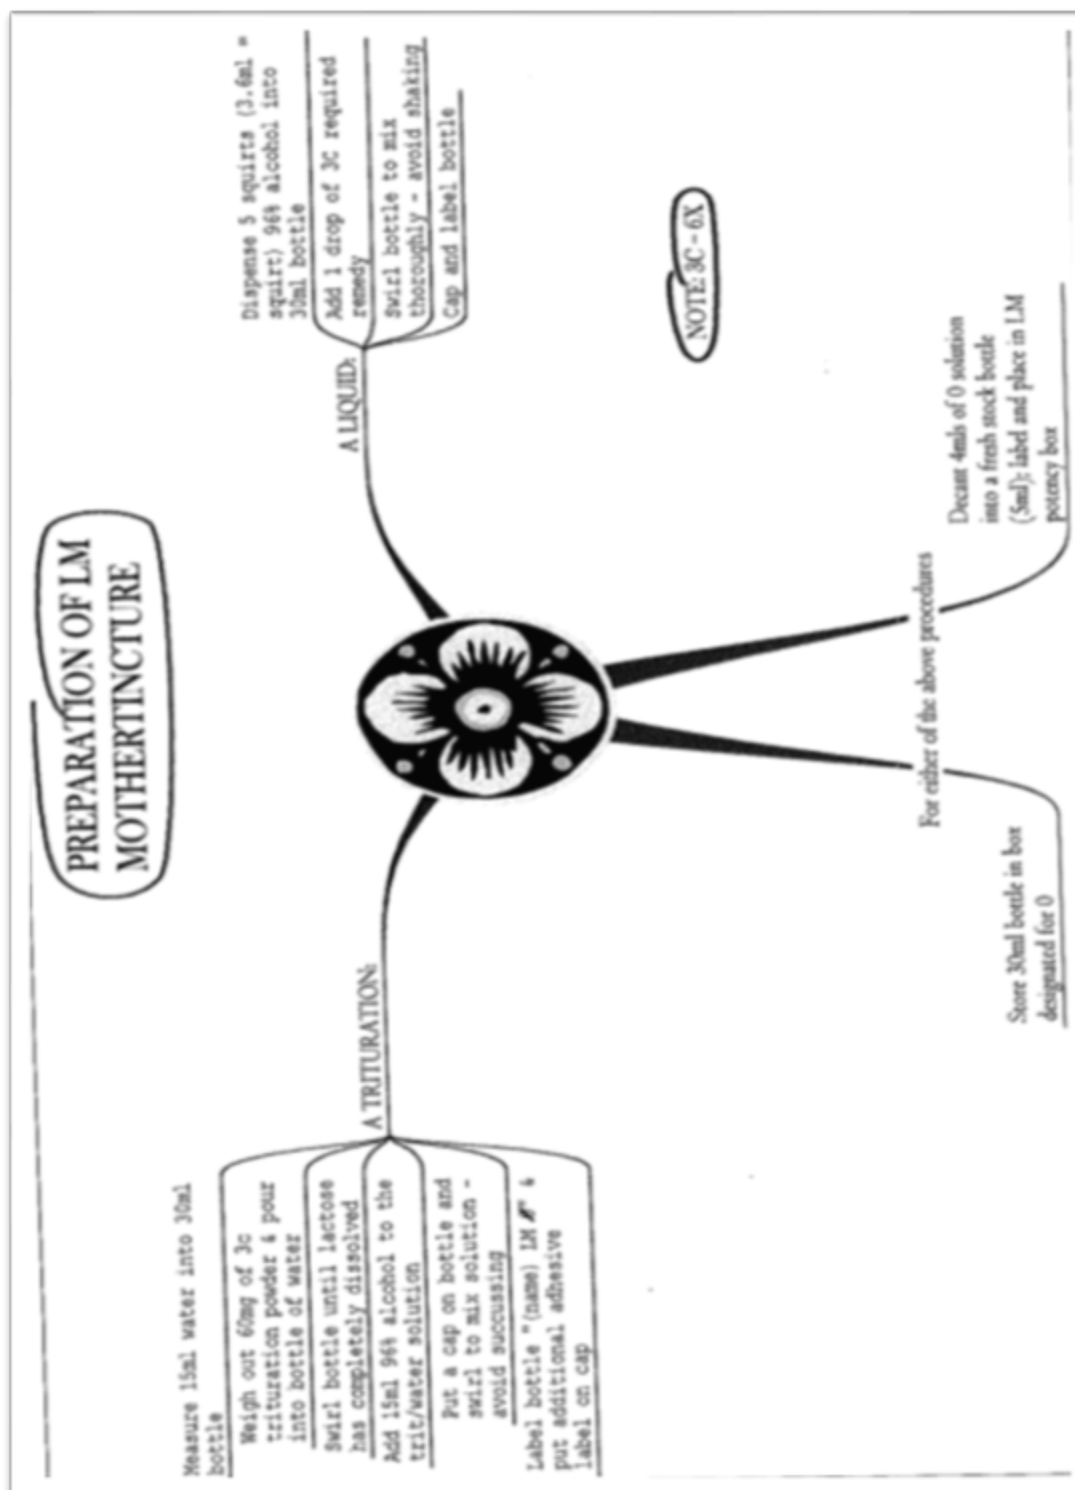 PREPARATION OF LM
MOTHERTINCTURE
A TRITURATION:
Measure 15ml water into 30ml
bottle
Weigh out 60mg of 3c
trituration powder & pour
into bottle of water
Swirl bottle until lactose
has completely dissolved
Add 15ml 96% alcohol to the
trit/water solution
Put a cap on bottle and
swirl to mix solution -
avoid succussing
Label bottle "(name) LM &
put additional adhesive
label on cap
A LIQUID:
Dispense 5 squirts (3.6ml =
squirt) 96% alcohol into
30ml bottle
Add 1 drop of 3C required
remedy
Swirl bottle to mix
thoroughly - avoid shaking
Cap and label bottle
NOTE: 3C - 6X
For either of the above procedures
Store 30ml bottle in box
designated for 0
Decant 4mls of 0 solution
into a fresh stock bottle
(5ml); label and place in LM
potency box